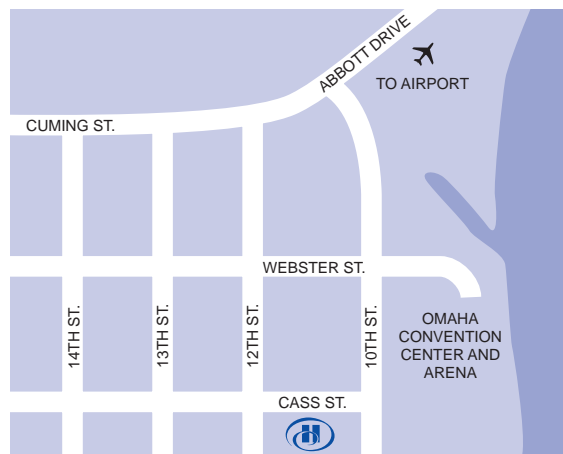 ABBOTT DRIVE
TO AIRPORT
CUMING ST.
WEBSTER ST.
14TH ST.
13TH ST.
12TH ST.
10TH ST.
OMAHA
CONVENTION
CENTER AND
ARENA
CASS ST.
H